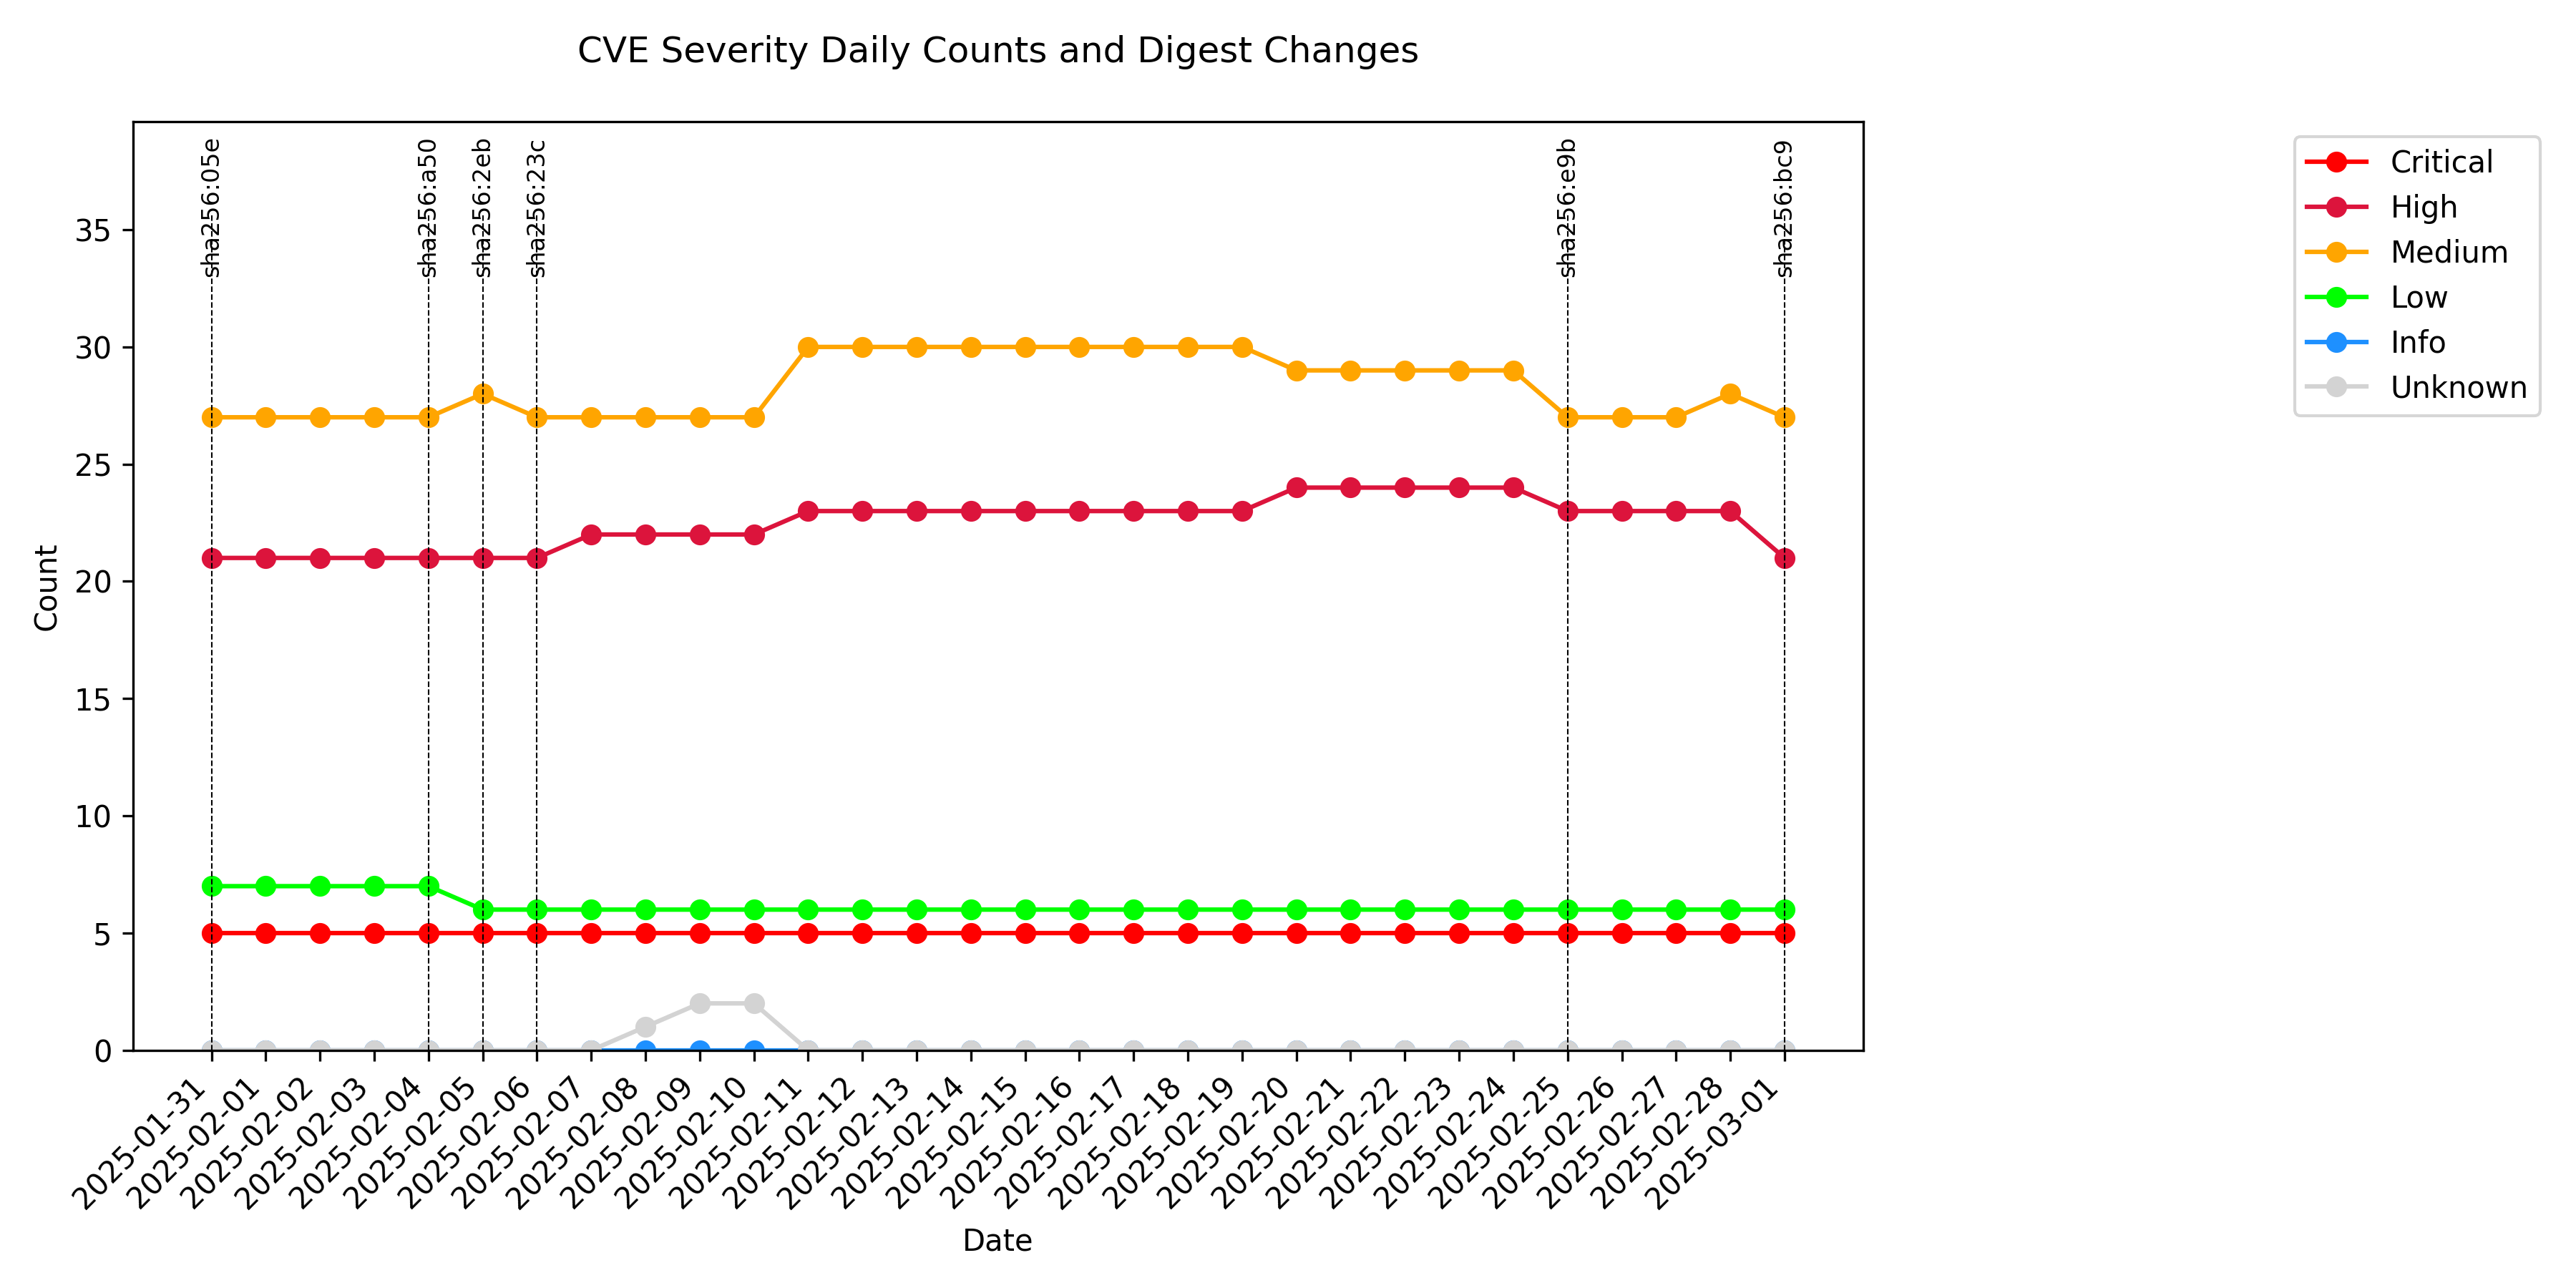 CVE Severity Daily Counts and Digest Changes
sha256:05e
sha256:a50
sha256:2eb
sha256:23c
sha256:e9b
sha256:bc9
Critical
High
Medium
Low
Info
Unknown
35
30
25
20
15
10
5
0
Count
2025-01-31
2025-02-01
2025-02-02
2025-02-03
2025-02-04
2025-02-05
2025-02-06
2025-02-07
2025-02-08
2025-02-09
2025-02-10
2025-02-11
2025-02-12
2025-02-13
2025-02-14
2025-02-15
2025-02-16
2025-02-17
2025-02-18
2025-02-19
2025-02-20
2025-02-21
2025-02-22
2025-02-23
2025-02-24
2025-02-25
2025-02-26
2025-02-27
2025-02-28
2025-03-01
Date